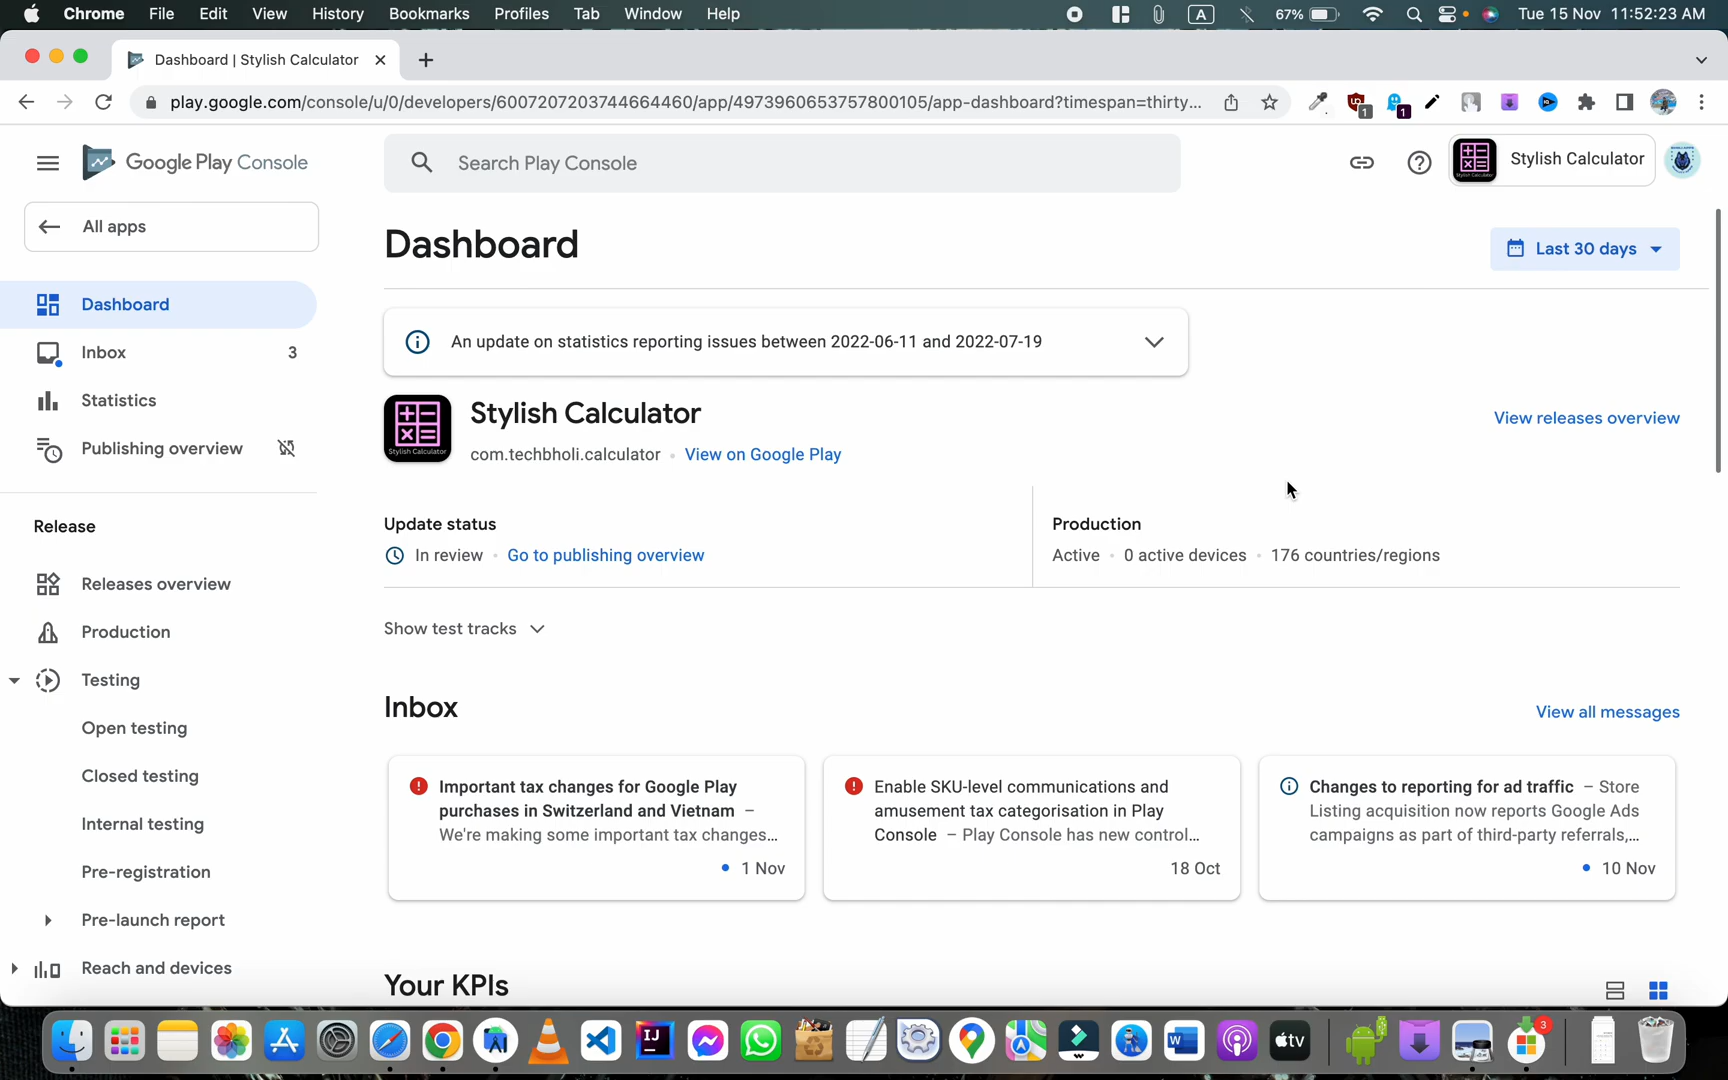 Chrome File Edit View History Bookmarks Profiles Tab Window Help A 67% Tue 15 Nov 11:52:23 AM
Dashboard | Stylish Calculator
play.google.com/console/u/0/developers/6007207203744664460/app/4973960653757800105/app-dashboard?timespan=thirty... 1 1
Google Play Console
Search Play Console
Stylish Calculator
All apps
Dashboard
Inbox 3
Statistics
Publishing overview
Release
Releases overview
Production
Testing
Open testing
Closed testing
Internal testing
Pre-registration
Pre-launch report
Reach and devices
Dashboard
Last 30 days
An update on statistics reporting issues between 2022-06-11 and 2022-07-19
Stylish Calculator
Stylish Calculator
com.techbholi.calculator · View on Google Play
View releases overview
Update status
In review · Go to publishing overview
Production
Active · 0 active devices · 176 countries/regions
Show test tracks
Inbox
View all messages
Important tax changes for Google Play
purchases in Switzerland and Vietnam –
We're making some important tax changes...
1 Nov
Enable SKU-level communications and
amusement tax categorisation in Play
Console – Play Console has new control...
18 Oct
Changes to reporting for ad traffic – Store
Listing acquisition now reports Google Ads
campaigns as part of third-party referrals,...
10 Nov
Your KPIs
IJ
W
tv
3